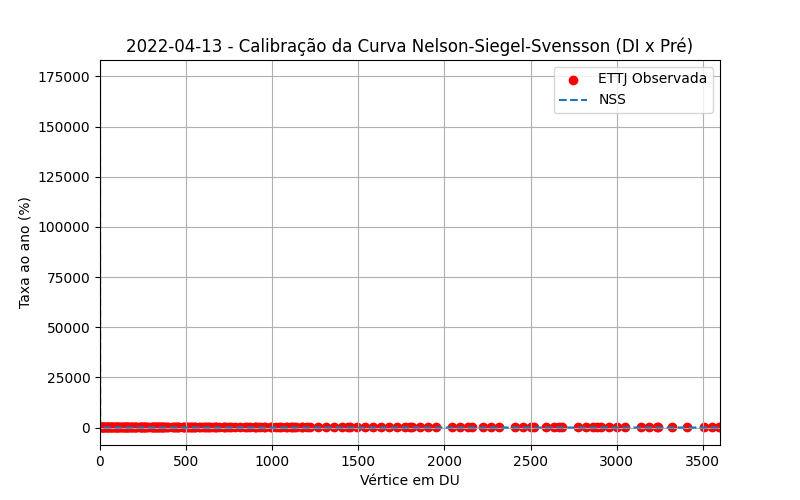 2022-04-13 - Calibração da Curva Nelson-Siegel-Svensson (DI x Pré)
ETTJ Observada
NSS
Taxa ao ano (%)
175000
150000
125000
100000
75000
50000
25000
0
0 500 1000 1500 2000 2500 3000 3500
Vértice em DU